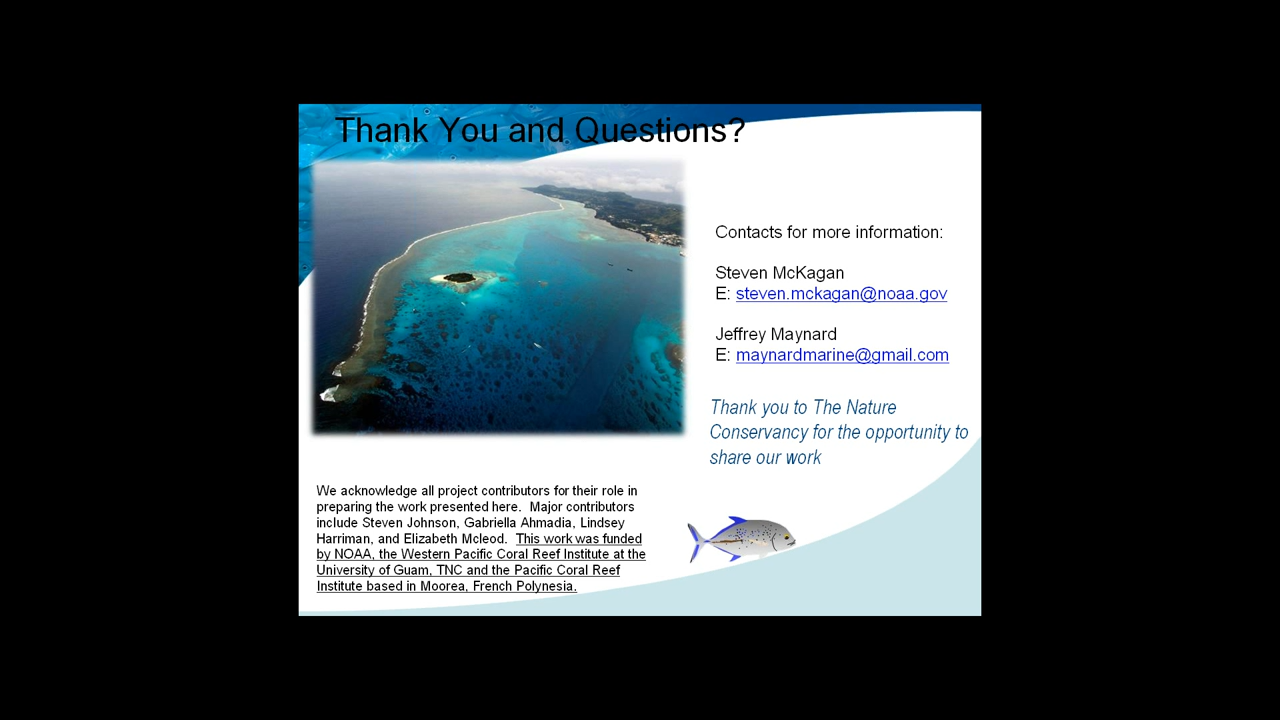 Thank You and Questions?
Contacts for more information:
Steven McKagan
E: steven.mckagan@noaa.gov
Jeffrey Maynard
E: maynardmarine@gmail.com
Thank you to The Nature
Conservancy for the opportunity to
share our work
We acknowledge all project contributors for their role in
preparing the work presented here.  Major contributors
include Steven Johnson, Gabriella Ahmadia, Lindsey
Harriman, and Elizabeth Mcleod.  This work was funded
by NOAA, the Western Pacific Coral Reef Institute at the
University of Guam, TNC and the Pacific Coral Reef
Institute based in Moorea, French Polynesia.